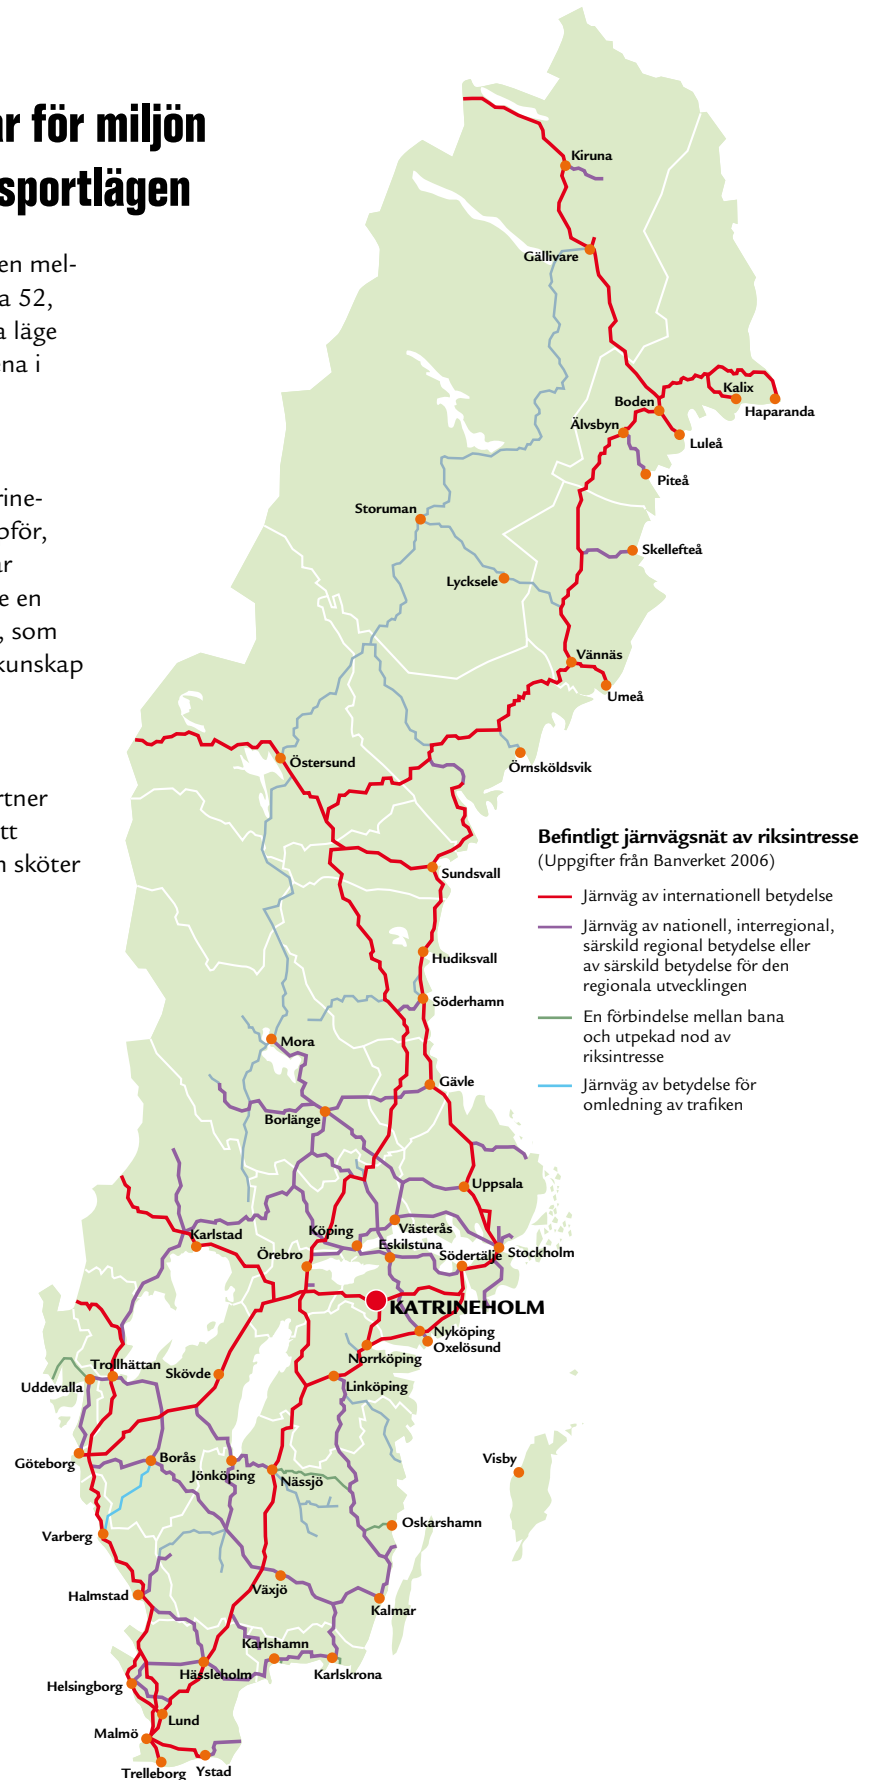 ar för miljön
sportlägen
en mel-
a 52,
a läge
na i
rine-
för,
ar
e en
, som
kunskap
rtner
tt
n sköter
Kiruna
Gällivare
Kalix
Boden
Haparanda
Älvsbyn
Luleå
Piteå
Storuman
Skellefteå
Lycksele
Vännäs
Umeå
Östersund
Örnsköldsvik
Befintligt järnvägsnät av riksintresse
(Uppgifter från Banverket 2006)
Järnväg av internationell betydelse
Järnväg av nationell, interregional,
särskild regional betydelse eller
av särskild betydelse för den
regionala utvecklingen
En förbindelse mellan bana
och utpekad nod av
riksintresse
Järnväg av betydelse för
omledning av trafiken
Sundsvall
Hudiksvall
Söderhamn
Mora
Gävle
Borlänge
Uppsala
Karlstad
Köping
Västerås
Eskilstuna
Örebro
Södertälje
Stockholm
KATRINEHOLM
Nyköping
Oxelösund
Norrköping
Trollhättan
Skövde
Uddevalla
Linköping
Göteborg
Borås
Jönköping
Nässjö
Visby
Oskarshamn
Varberg
Halmstad
Växjö
Kalmar
Karlshamn
Hässleholm
Karlskrona
Helsingborg
Lund
Malmö
Trelleborg
Ystad